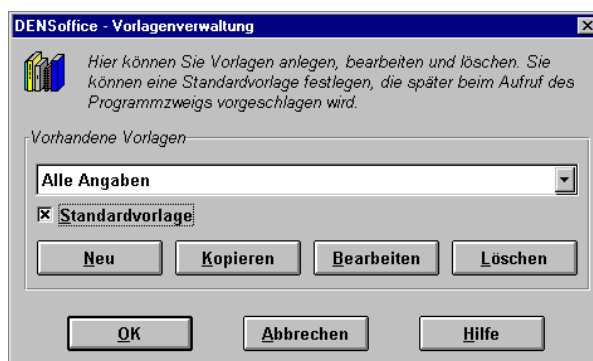 DENSoffice - Vorlagenverwaltung
Hier können Sie Vorlagen anlegen, bearbeiten und löschen. Sie
können eine Standardvorlage festlegen, die später beim Aufruf des
Programmzweigs vorgeschlagen wird.
Vorhandene Vorlagen
Alle Angaben
Standardvorlage
Neu Kopieren Bearbeiten Löschen
OK Abbrechen Hilfe